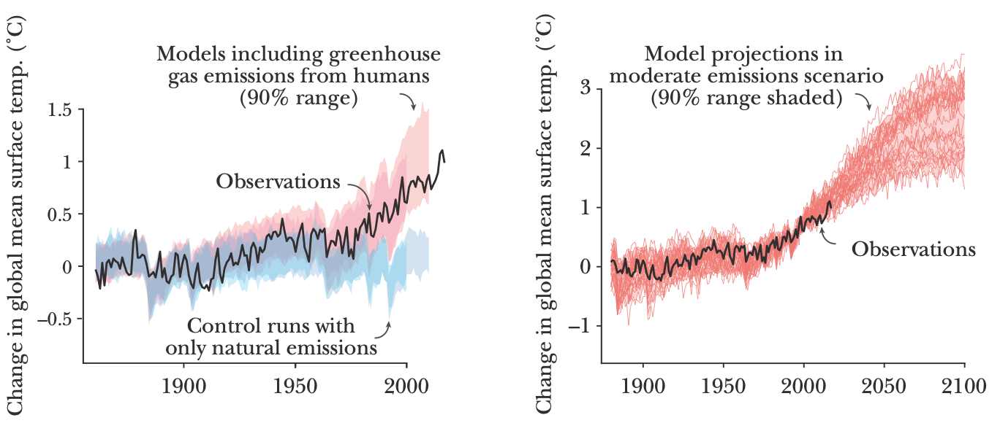 Change in global mean surface temp. (˚C)
Models including greenhouse
gas emissions from humans
(90% range)
1.5
1
0.5
0
–0.5
Observations
Control runs with
only natural emissions
1900
1950
2000
Change in global mean surface temp. (˚C)
Model projections in
moderate emissions scenario
(90% range shaded)
3
2
1
0
–1
Observations
1900
1950
2000
2050
2100